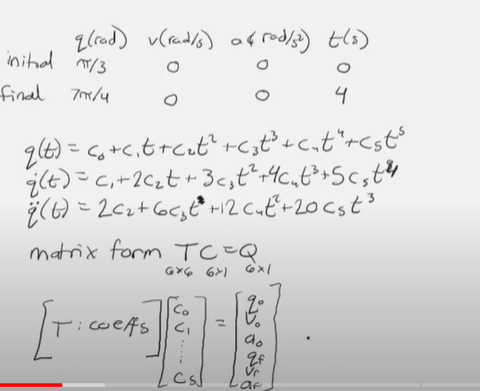 q(rad) v(rad/s) a(rad/s²) t(s)
initial π/3 0 0 0
final 7π/4 0 0 4
q(t) = c₀+c₁t+c₂t²+c₃t³+c₄t⁴+c₅t⁵
q̇(t) = c₁+2c₂t+3c₃t²+4c₄t³+5c₅t⁴
q̈(t) = 2c₂+6c₃t+12c₄t²+20c₅t³
matrix form TC=Q
6x6 6x1 6x1
[T:coeffs] [c₀ c₁ ⋮ c₅] = [q₀ v₀ a₀ q_f v_f a_f]